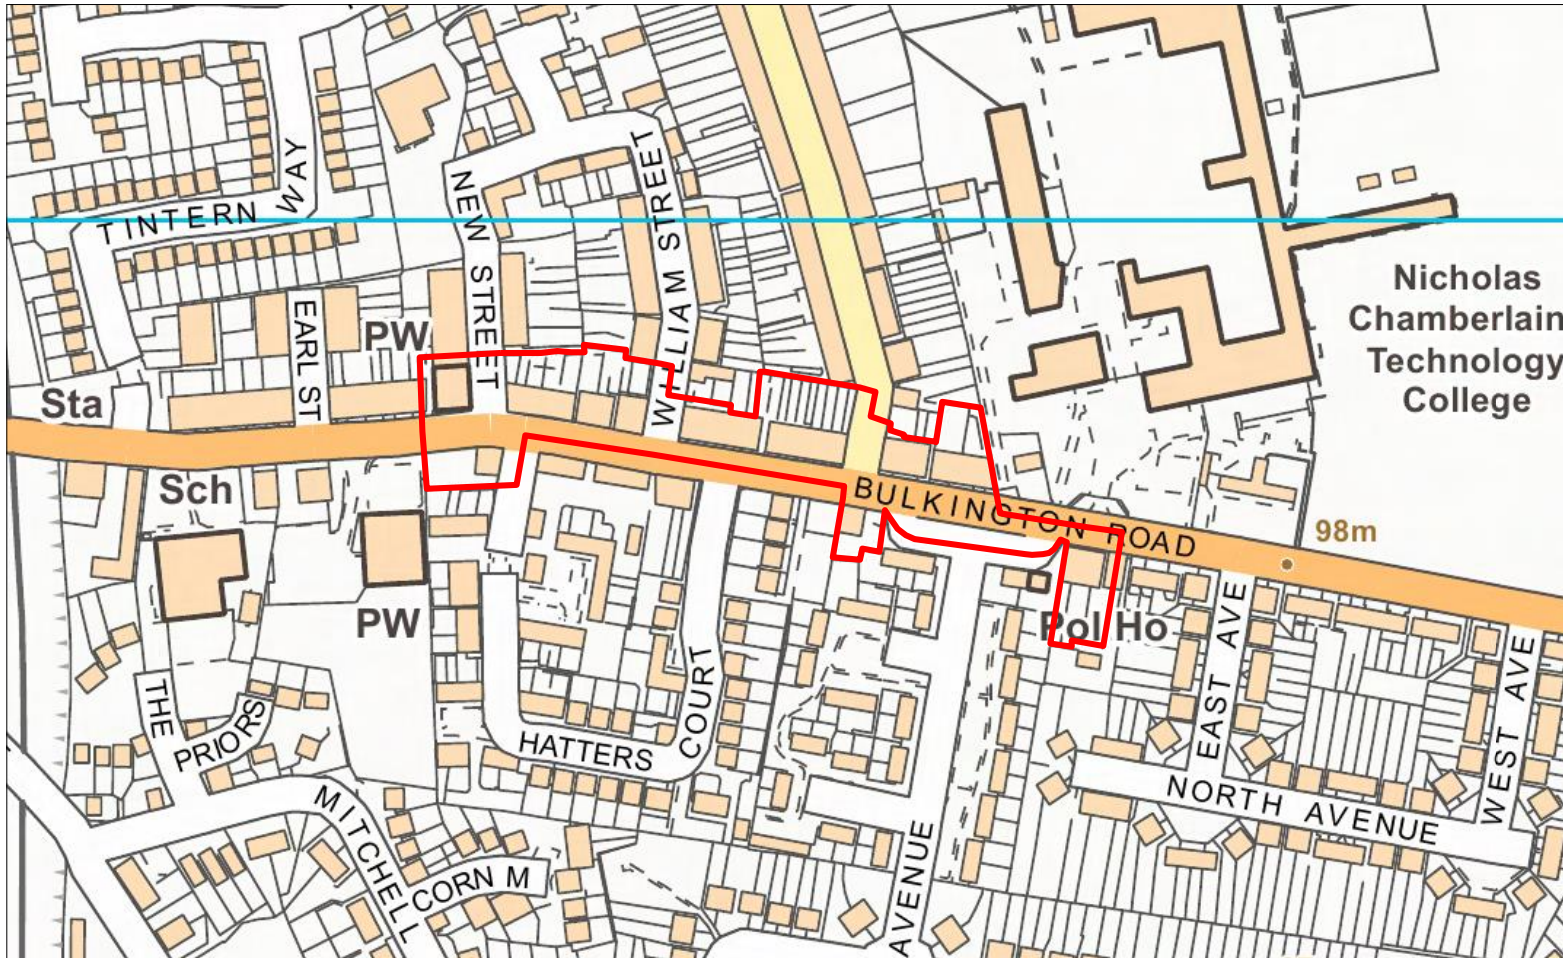 TINTERN WAY
NEW STREET
WILLIAM STREET
EARL ST
PW
Nicholas
Chamberlain
Technology
College
Sta
Sch
BULKINGTON ROAD
98m
PW
Pol Ho
THE PRIORS
HATTERS COURT
EAST AVE
WEST AVE
NORTH AVENUE
MITCHELL
CORN M
AVENUE